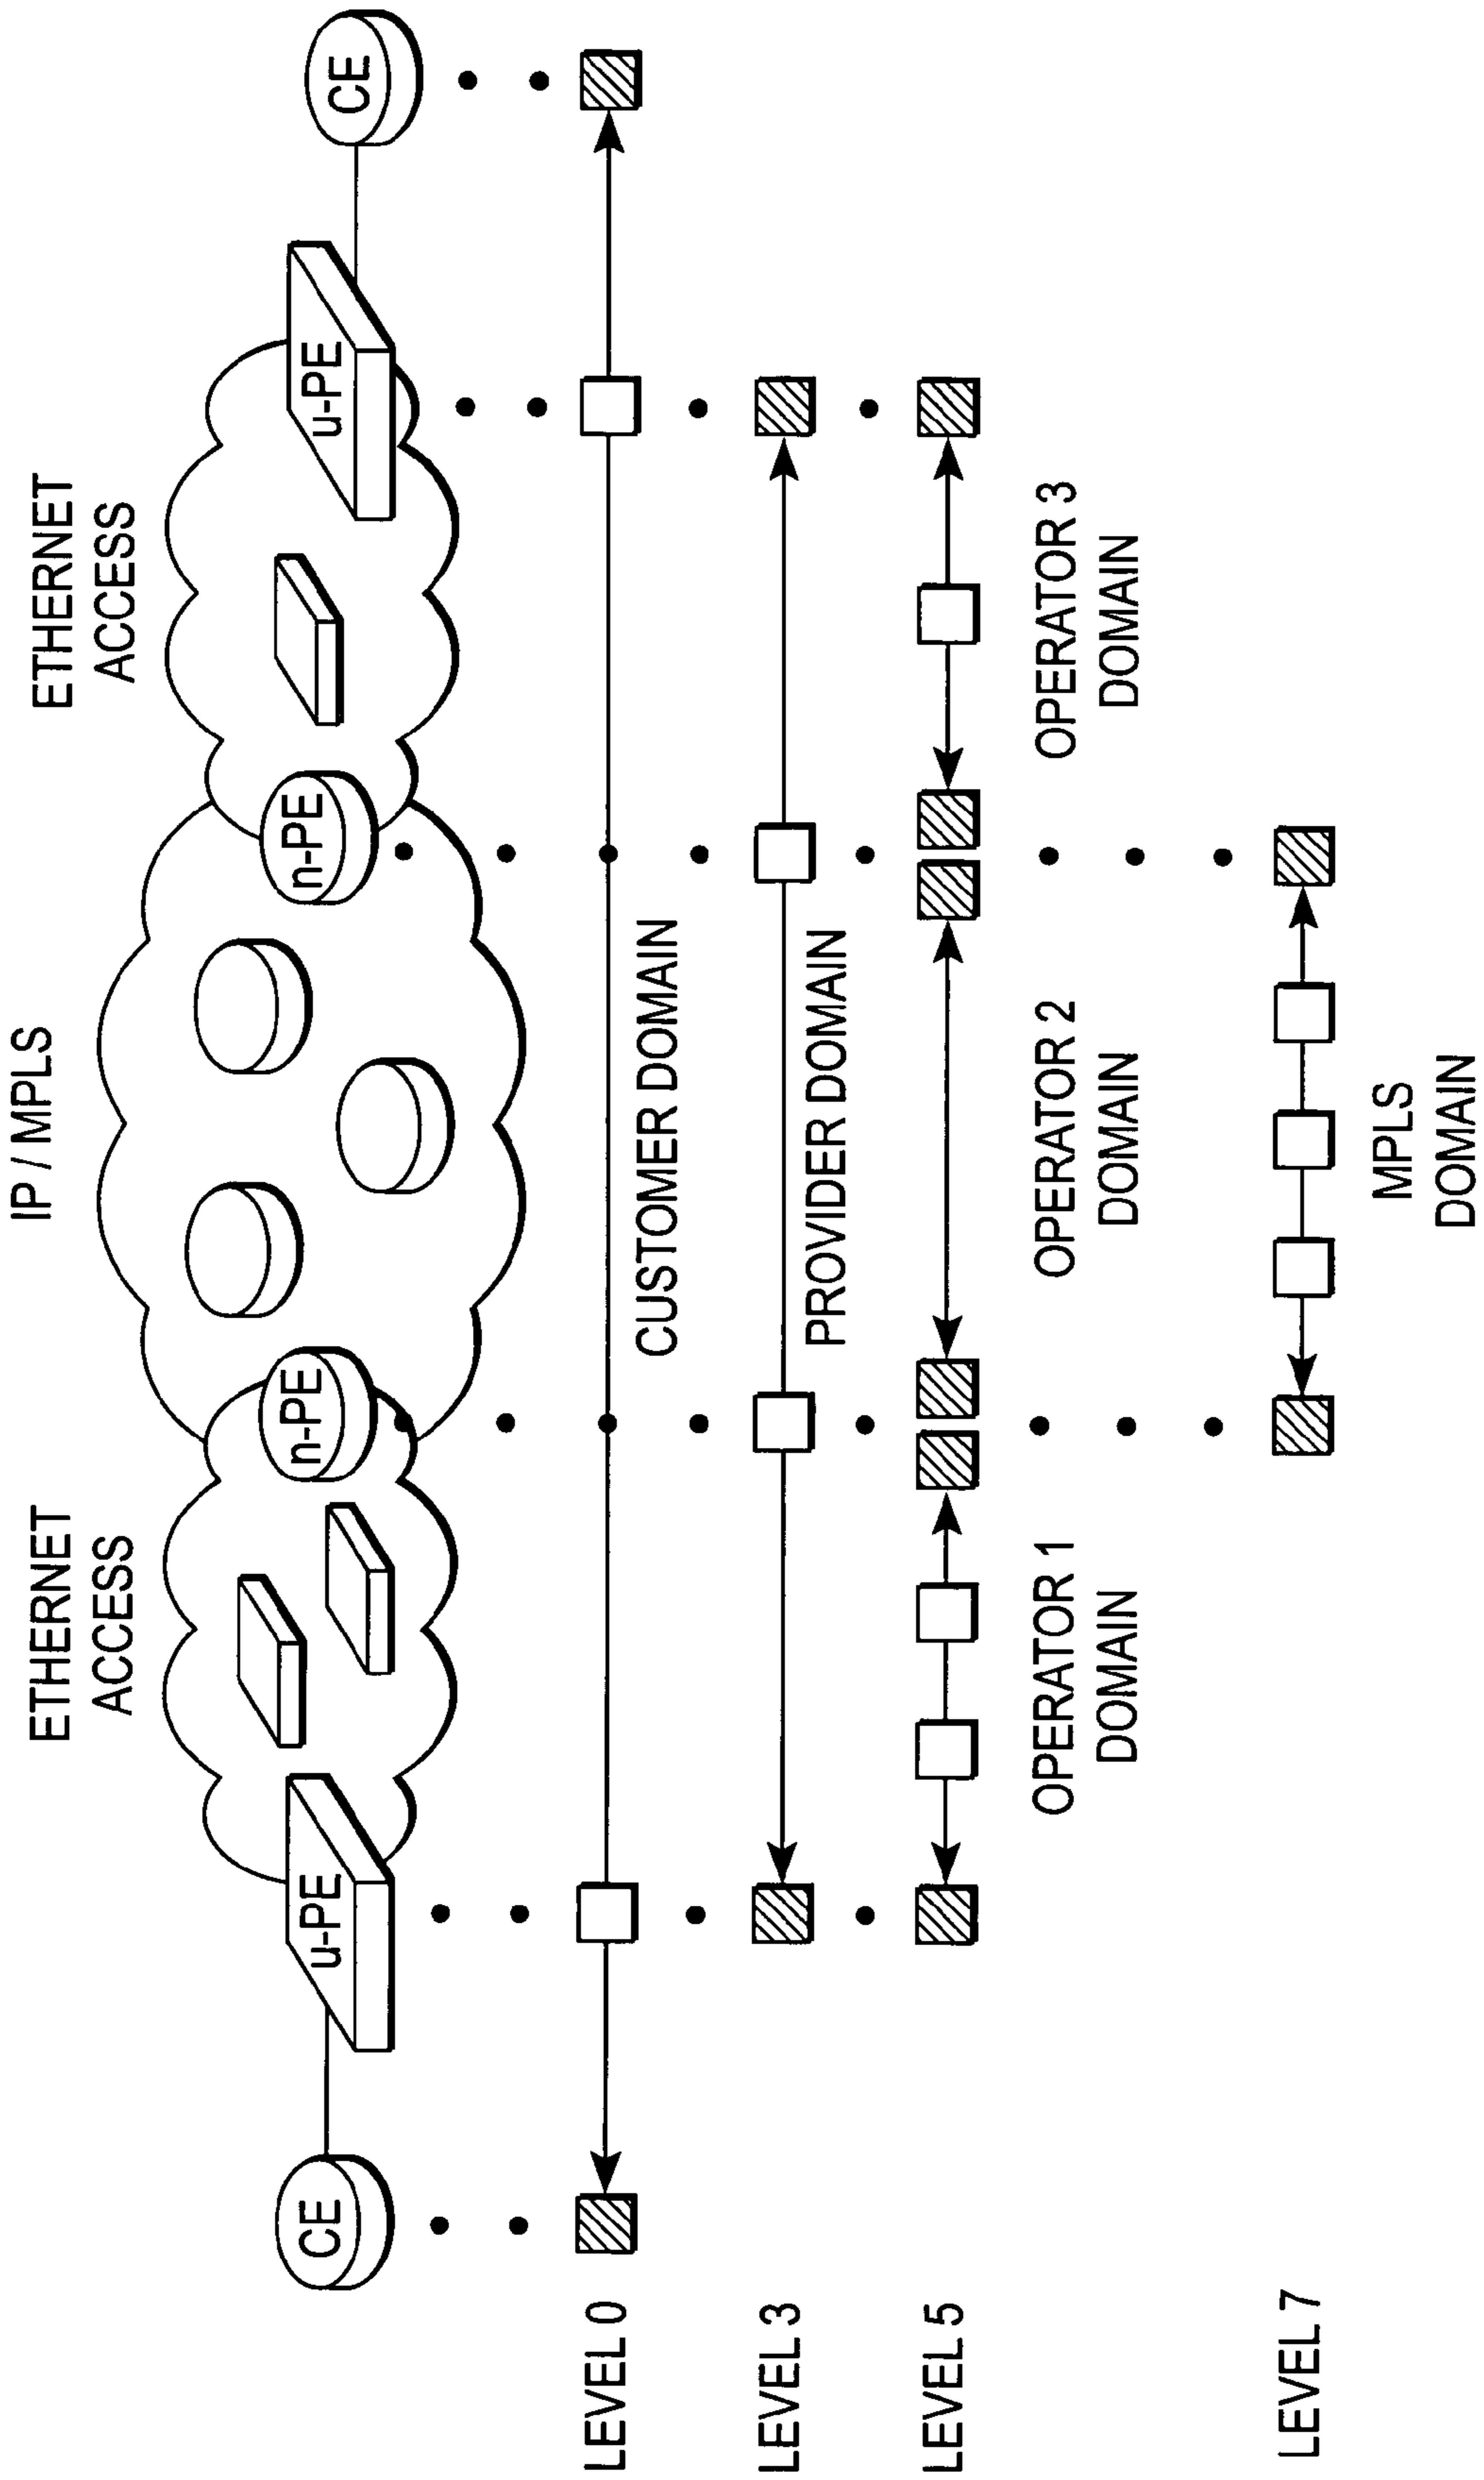 ETHERNET
ACCESS
IP / MPLS
ETHERNET
ACCESS
CE
u-PE
n-PE
n-PE
u-PE
CE
LEVEL 0
CUSTOMER DOMAIN
LEVEL 3
PROVIDER DOMAIN
LEVEL 5
OPERATOR 1
DOMAIN
OPERATOR 2
DOMAIN
OPERATOR 3
DOMAIN
LEVEL 7
MPLS
DOMAIN